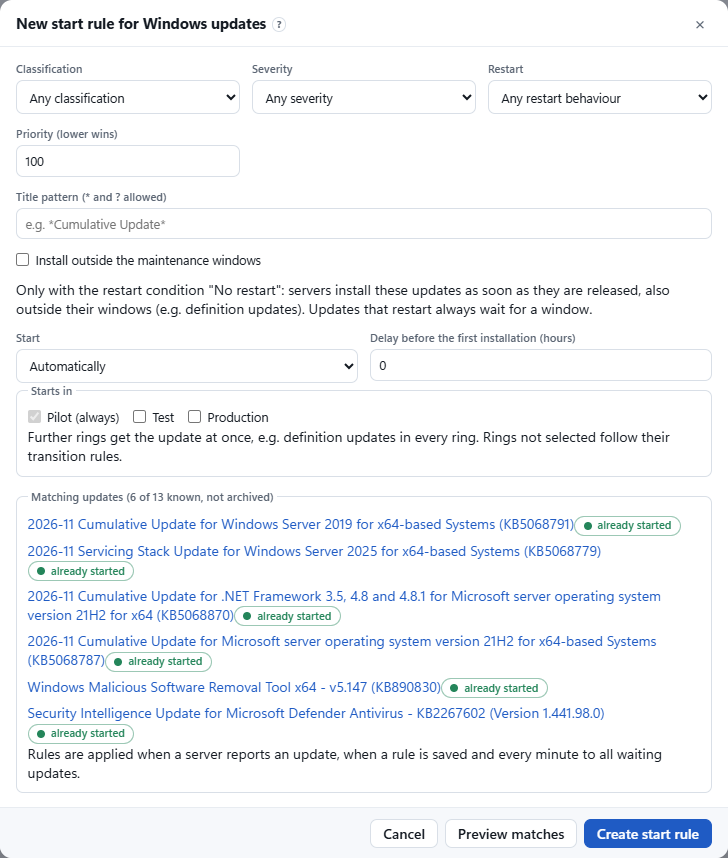 New start rule for Windows updates ?
×
Classification
Severity
Restart
Any classification
Any severity
Any restart behaviour
Priority (lower wins)
100
Title pattern (* and ? allowed)
e.g. *Cumulative Update*
Install outside the maintenance windows
Only with the restart condition "No restart": servers install these updates as soon as they are released, also
outside their windows (e.g. definition updates). Updates that restart always wait for a window.
Start
Delay before the first installation (hours)
Automatically
0
Starts in
Pilot (always)
Test
Production
Further rings get the update at once, e.g. definition updates in every ring. Rings not selected follow their
transition rules.
Matching updates (6 of 13 known, not archived)
2026-11 Cumulative Update for Windows Server 2019 for x64-based Systems (KB5068791) already started
2026-11 Servicing Stack Update for Windows Server 2025 for x64-based Systems (KB5068779)
already started
2026-11 Cumulative Update for .NET Framework 3.5, 4.8 and 4.8.1 for Microsoft server operating system
version 21H2 for x64 (KB5068870) already started
2026-11 Cumulative Update for Microsoft server operating system version 21H2 for x64-based Systems
(KB5068787) already started
Windows Malicious Software Removal Tool x64 - v5.147 (KB890830) already started
Security Intelligence Update for Microsoft Defender Antivirus - KB2267602 (Version 1.441.98.0)
already started
Rules are applied when a server reports an update, when a rule is saved and every minute to all waiting
updates.
Cancel
Preview matches
Create start rule